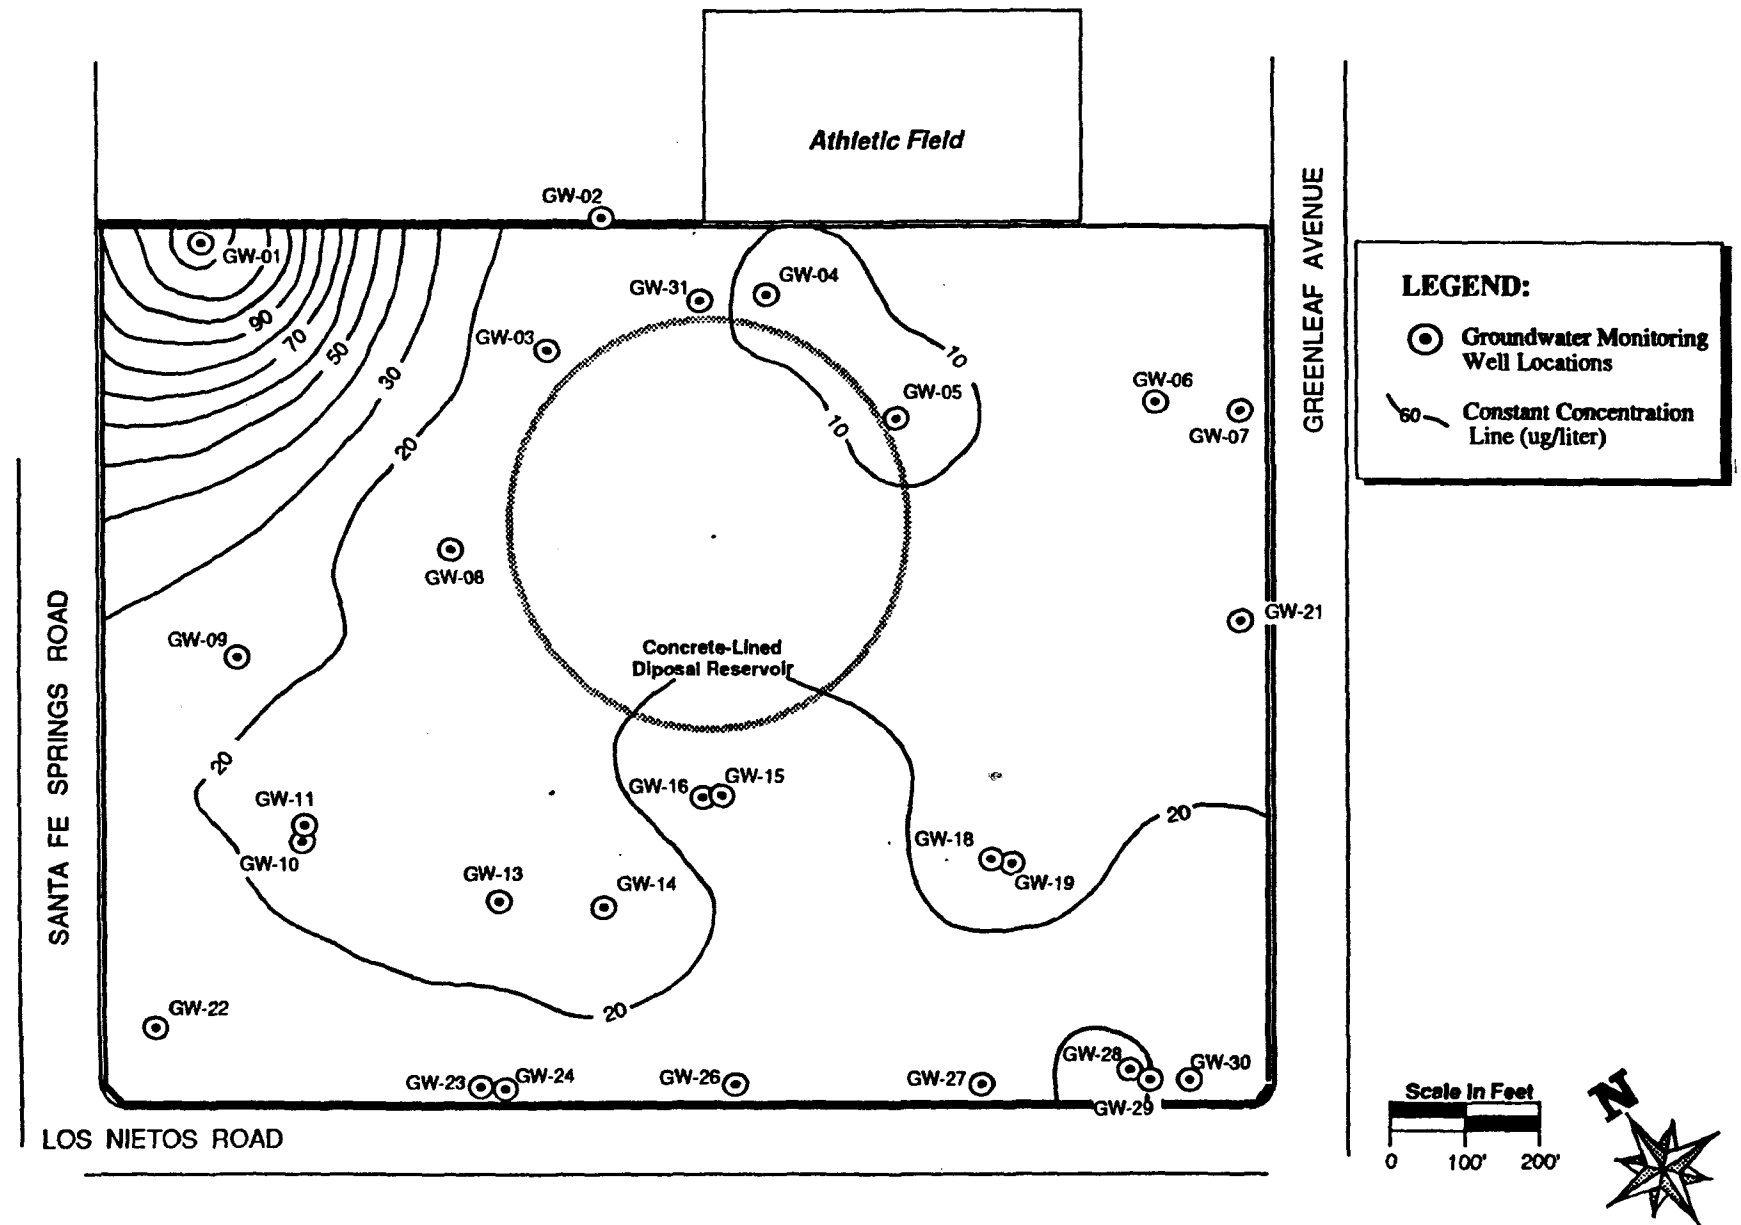 Athletic Field
GW-02
GW-01
GW-31
GW-04
GW-03
GW-05
GW-06
GW-07
90
70
50
30
20
10
10
GREENLEAF AVENUE
LEGEND:
Groundwater Monitoring
Well Locations
60
Constant Concentration
Line (ug/liter)
GW-08
GW-09
GW-21
SANTA FE SPRINGS ROAD
Concrete-Lined
Diposal Reservoir
20
GW-11
GW-10
GW-16
GW-15
GW-13
GW-14
GW-18
GW-19
20
20
GW-22
GW-23
GW-24
GW-26
GW-27
GW-28
GW-29
GW-30
LOS NIETOS ROAD
Scale In Feet
0
100'
200'
N